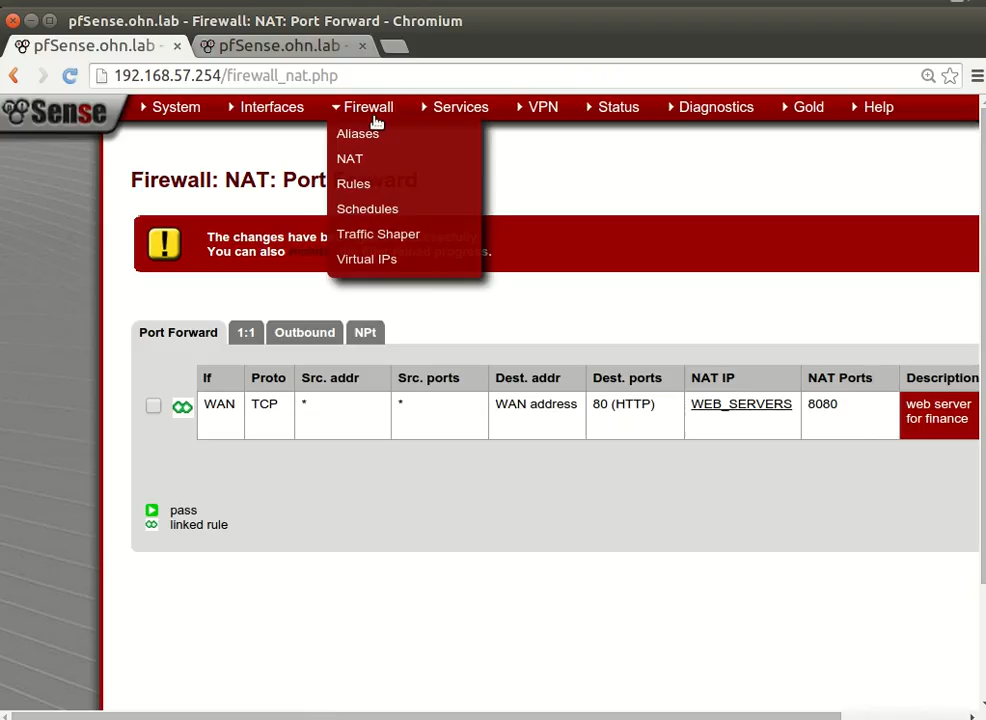 pfSense.ohn.lab - Firewall: NAT: Port Forward - Chromium
pfSense.ohn.lab - × pfSense.ohn.lab - ×
192.168.57.254/firewall_nat.php
Sense System Interfaces Firewall Services VPN Status Diagnostics Gold Help
Aliases
NAT
Rules
Schedules
Traffic Shaper
Virtual IPs
Firewall: NAT: Port Forward
The changes have b
You can also progress.
Port Forward 1:1 Outbound NPt
If Proto Src. addr Src. ports Dest. addr Dest. ports NAT IP NAT Ports Description
WAN TCP * * WAN address 80 (HTTP) WEB_SERVERS 8080 web server
for finance
pass
linked rule